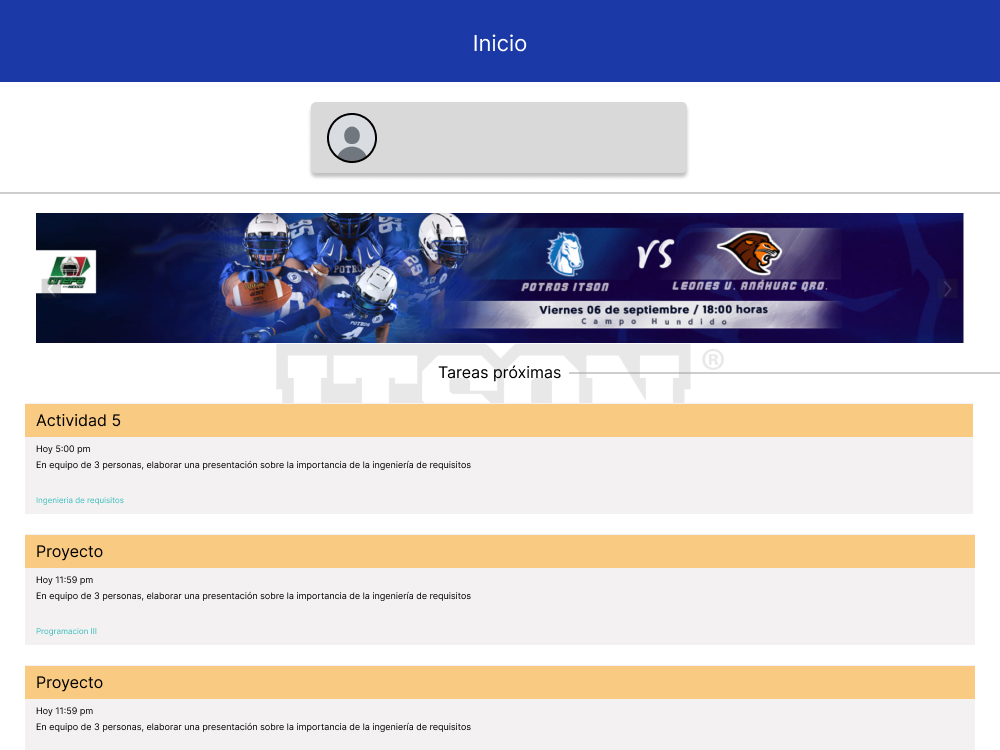 Inicio
POTROS ITSON
VS
LEONES U. ANÁHUAC QRO.
Viernes 06 de septiembre / 18:00 horas
Campo Hundido
ITSON ®
Tareas próximas
Actividad 5
Hoy 5:00 pm
En equipo de 3 personas, elaborar una presentación sobre la importancia de la ingeniería de requisitos
Ingenieria de requisitos
Proyecto
Hoy 11:59 pm
En equipo de 3 personas, elaborar una presentación sobre la importancia de la ingeniería de requisitos
Programacion III
Proyecto
Hoy 11:59 pm
En equipo de 3 personas, elaborar una presentación sobre la importancia de la ingeniería de requisitos